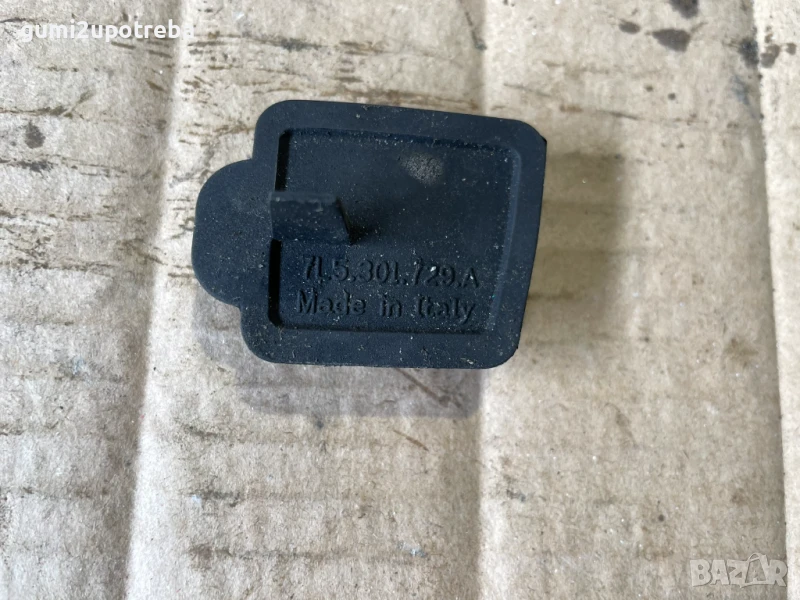 gumi2upotreba
7L5.301.729.A
Made in Italy
BAZAR